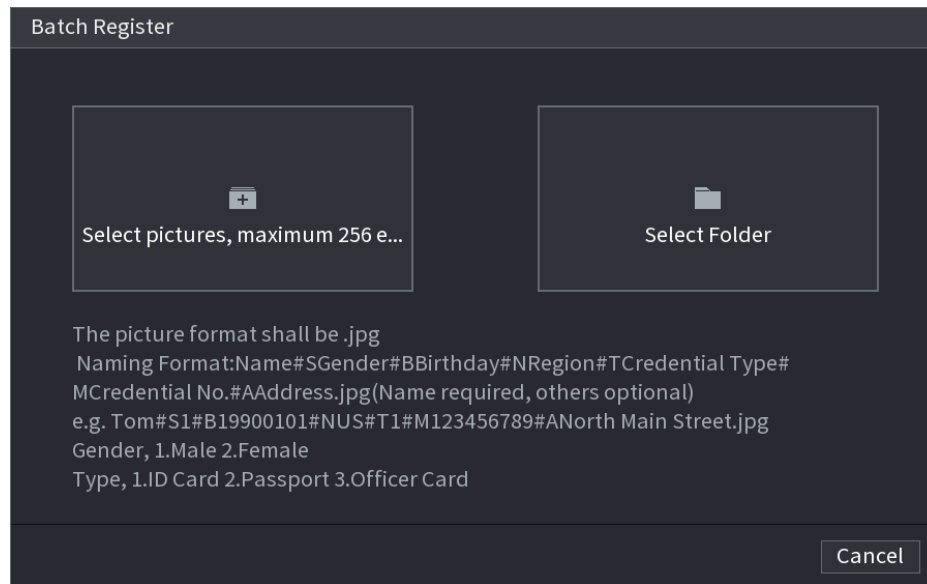 Batch Register
Select pictures, maximum 256 e...
Select Folder
The picture format shall be .jpg
Naming Format:Name#SGender#BBirthday#NRegion#TCredential Type#
MCredential No.#AAddress.jpg(Name required, others optional)
e.g. Tom#S1#B19900101#NUS#T1#M123456789#ANorth Main Street.jpg
Gender, 1.Male 2.Female
Type, 1.ID Card 2.Passport 3.Officer Card
Cancel